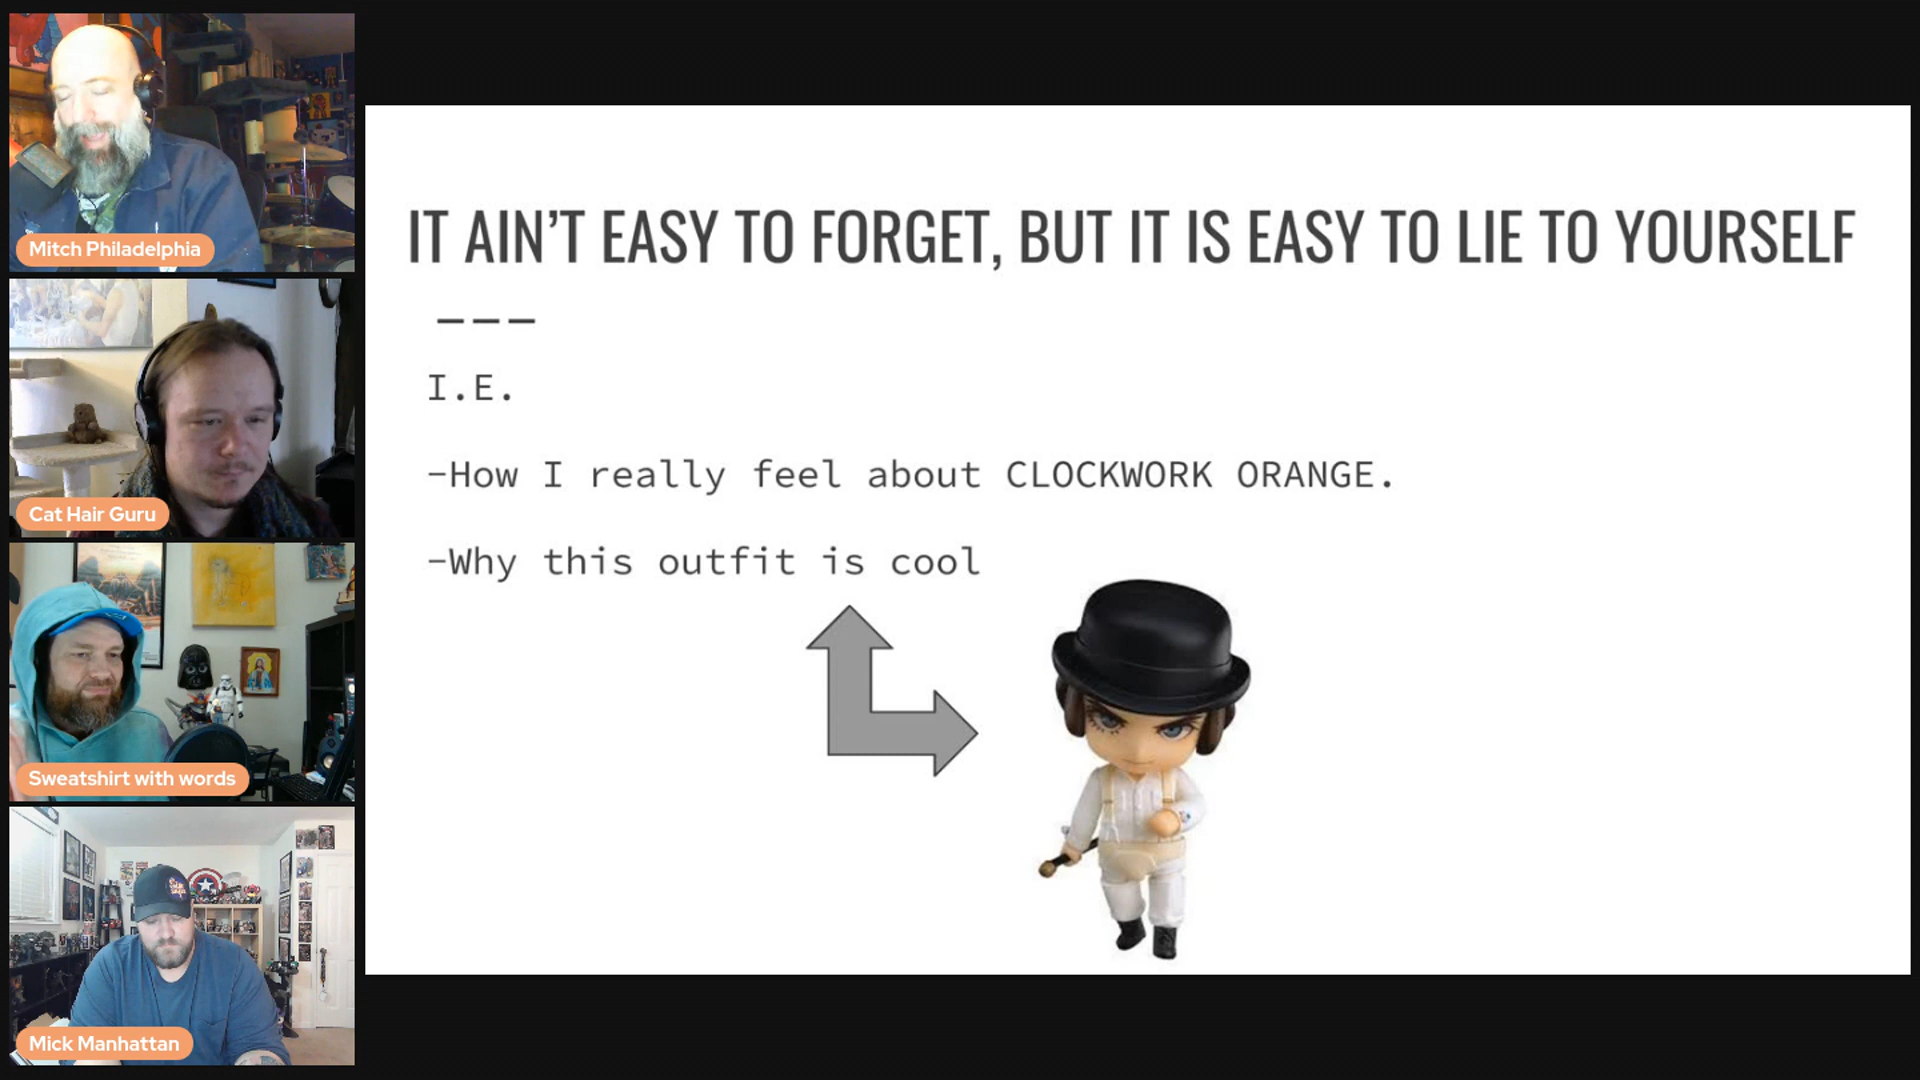 Mitch Philadelphia
Cat Hair Guru
Sweatshirt with words
Mick Manhattan
IT AIN’T EASY TO FORGET, BUT IT IS EASY TO LIE TO YOURSELF
———
I.E.
–How I really feel about CLOCKWORK ORANGE.
–Why this outfit is cool